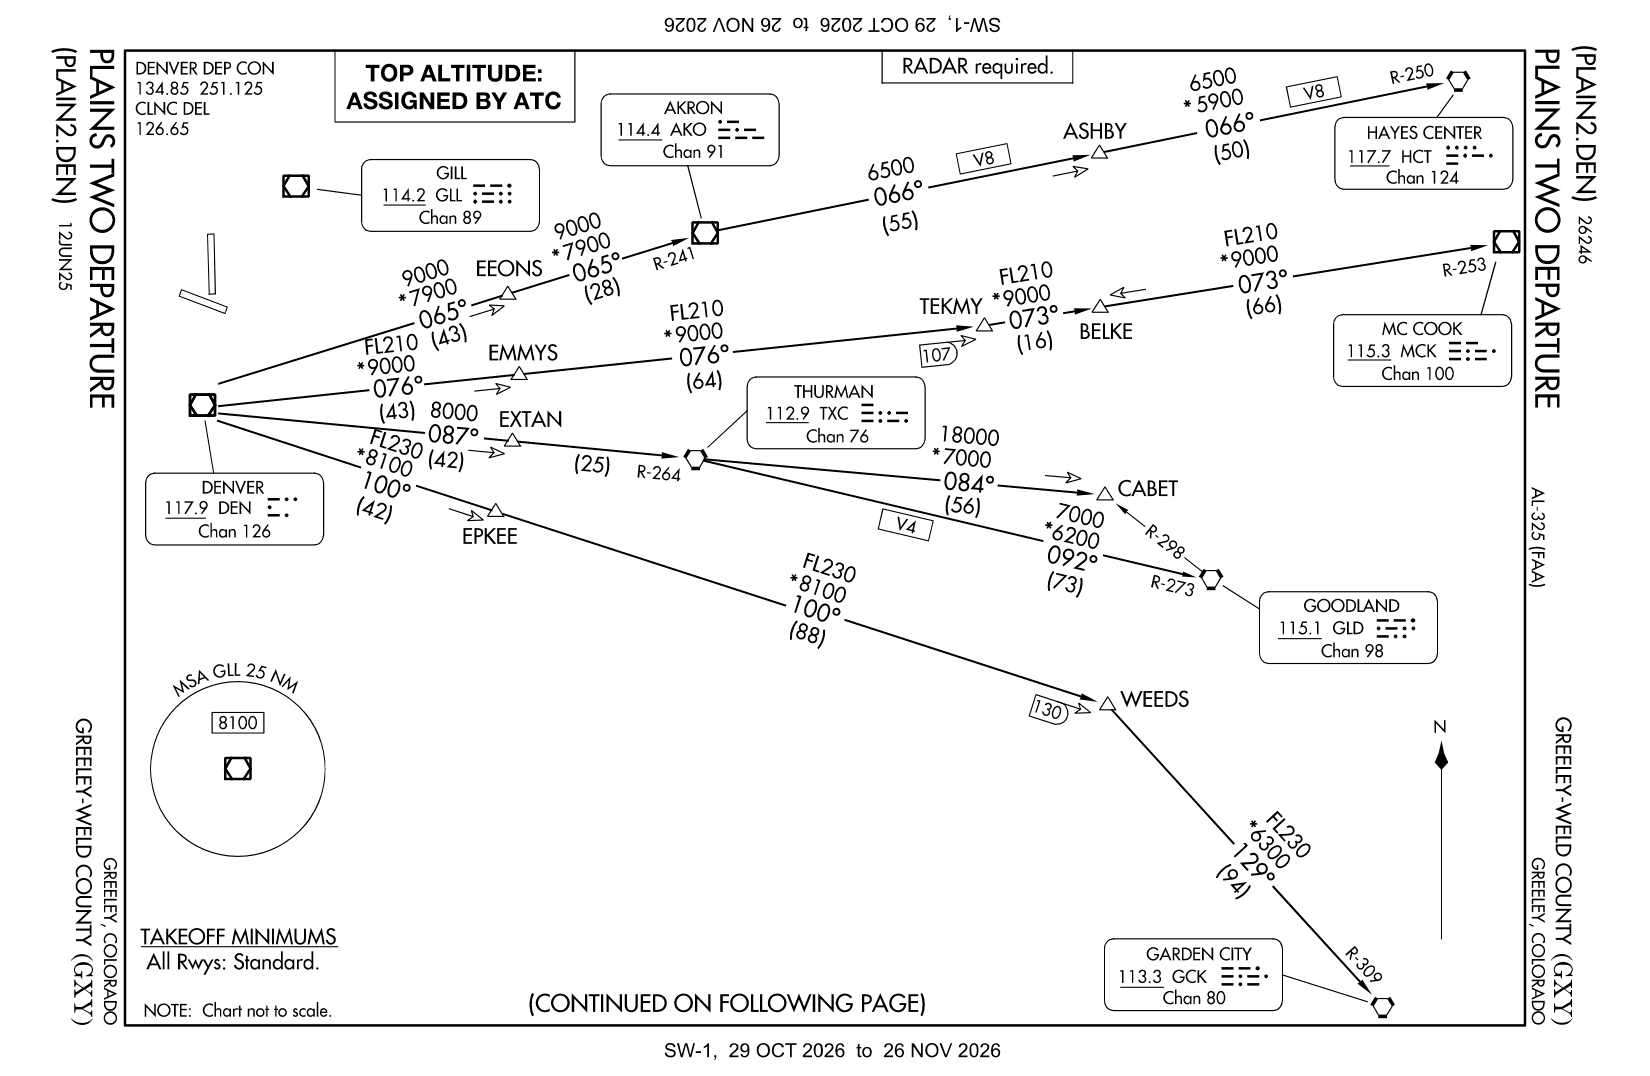 SW-1, 29 OCT 2026 to 26 NOV 2026
(PLAIN2.DEN) 12JUN25
PLAINS TWO DEPARTURE
GREELEY-WELD COUNTY (GXY)
GREELEY, COLORADO
DENVER DEP CON
134.85 251.125
CLNC DEL
126.65
TOP ALTITUDE:
ASSIGNED BY ATC
RADAR required.
GILL
114.2 GLL
Chan 89
AKRON
114.4 AKO
Chan 91
HAYES CENTER
117.7 HCT
Chan 124
MC COOK
115.3 MCK
Chan 100
THURMAN
112.9 TXC
Chan 76
DENVER
117.9 DEN
Chan 126
GOODLAND
115.1 GLD
Chan 98
GARDEN CITY
113.3 GCK
Chan 80
9000
*7900
065°
(43)
EEONS
9000
*7900
065°
(28)
R-241
6500
066°
(55)
V8
ASHBY
6500
*5900
066°
(50)
V8
R-250
FL210
*9000
076°
(43)
EMMYS
FL210
*9000
076°
(64)
107
TEKMY
FL210
*9000
073°
(16)
BELKE
FL210
*9000
073°
(66)
R-253
8000
087°
(42)
EXTAN
(25)
R-264
18000
*7000
084°
(56)
CABET
R-298
V4
7000
*6200
092°
(73)
R-273
FL230
*8100
100°
(42)
EPKEE
FL230
*8100
100°
(88)
130
WEEDS
FL230
*6300
129°
(94)
R-309
N
MSA GLL 25 NM
8100
TAKEOFF MINIMUMS
All Rwys: Standard.
NOTE: Chart not to scale.
(CONTINUED ON FOLLOWING PAGE)
(PLAIN2.DEN) 26246
PLAINS TWO DEPARTURE
AL-325 (FAA)
GREELEY-WELD COUNTY (GXY)
GREELEY, COLORADO
SW-1, 29 OCT 2026 to 26 NOV 2026